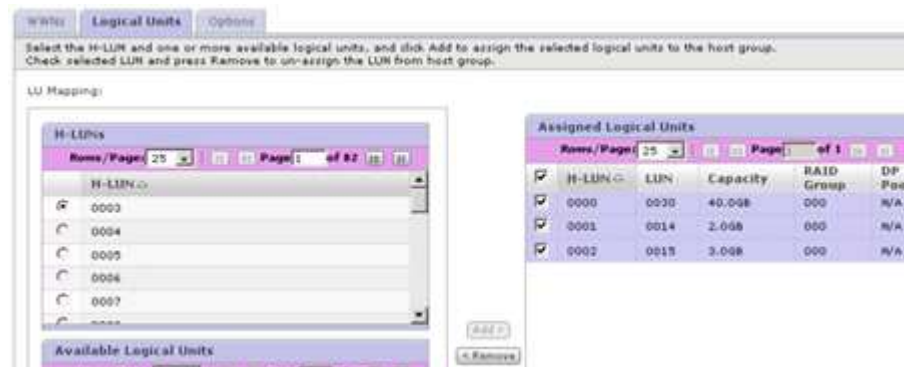 WWNs Logical Units Options
Select the H-LUN and one or more available logical units, and click Add to assign the selected logical units to the host group.
Check selected LUN and press Remove to un-assign the LUN from host group.
LU Mapping:
H-LUNs
Rows/Page: 25 Page 1 of 82
H-LUN
0003
0004
0005
0006
0007
Available Logical Units
Add >
< Remove
Assigned Logical Units
Rows/Page: 25 Page 1 of 1
H-LUN LUN Capacity RAID Group DP
0000 0030 40.0GB 000 N/A
0001 0014 2.0GB 000 N/A
0002 0015 3.0GB 000 N/A